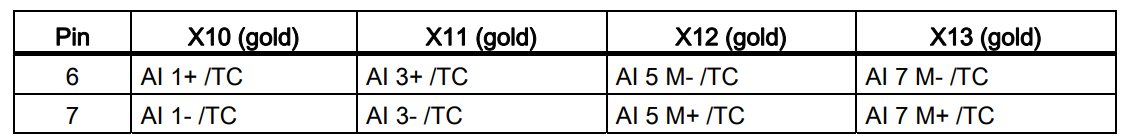 Pin X10 (gold) X11 (gold) X12 (gold) X13 (gold)
6 AI 1+ /TC AI 3+ /TC AI 5 M- /TC AI 7 M- /TC
7 AI 1- /TC AI 3- /TC AI 5 M+ /TC AI 7 M+ /TC